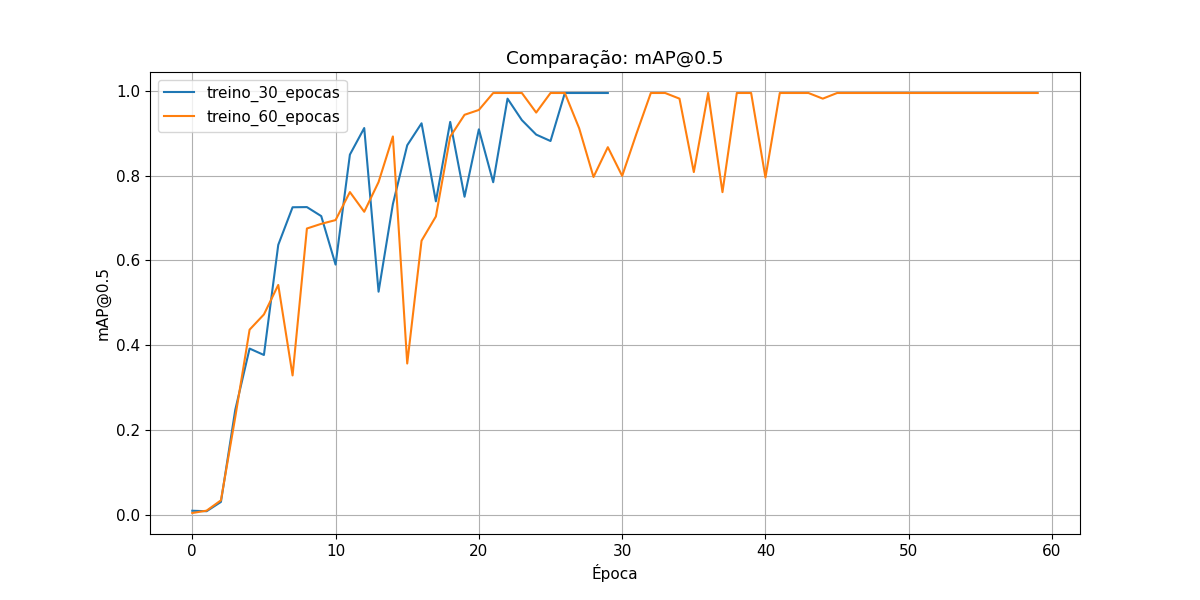 Comparação: mAP@0.5
treino_30_epocas
treino_60_epocas
mAP@0.5
1.0
0.8
0.6
0.4
0.2
0.0
0 10 20 30 40 50 60
Época